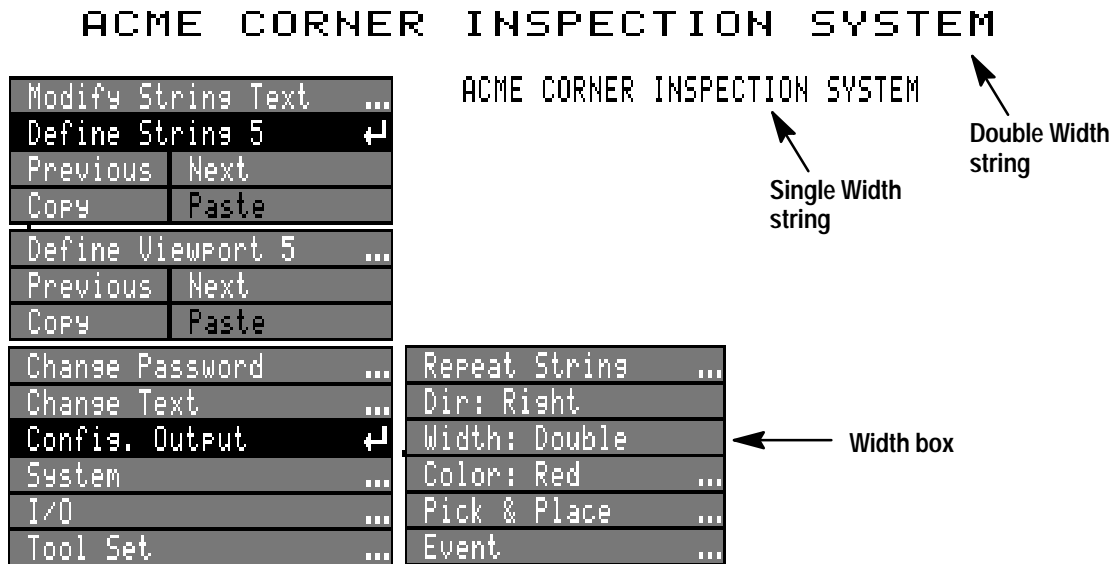 ACME CORNER INSPECTION SYSTEM
ACME CORNER INSPECTION SYSTEM
Double Width
string
Single Width
string
Modify String Text ...
Define String 5
Previous Next
Copy Paste
Define Viewport 5 ...
Previous Next
Copy Paste
Change Password ...
Change Text ...
Config. Output
System ...
I/O ...
Tool Set ...
Repeat String ...
Dir: Right
Width: Double
Color: Red ...
Pick & Place ...
Event ...
Width box